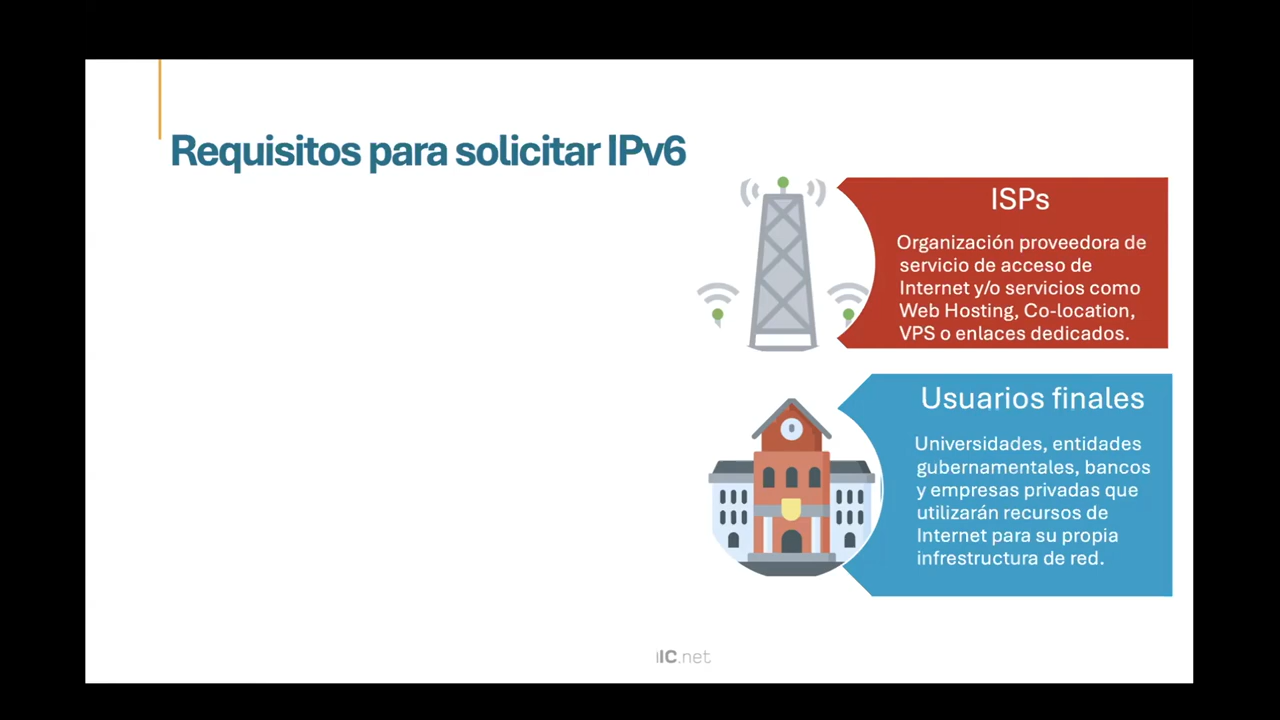 Requisitos para solicitar IPv6
ISPs
Organización proveedora de
servicio de acceso de
Internet y/o servicios como
Web Hosting, Co-location,
VPS o enlaces dedicados.
Usuarios finales
Universidades, entidades
gubernamentales, bancos
y empresas privadas que
utilizarán recursos de
Internet para su propia
infrestructura de red.
IC.net